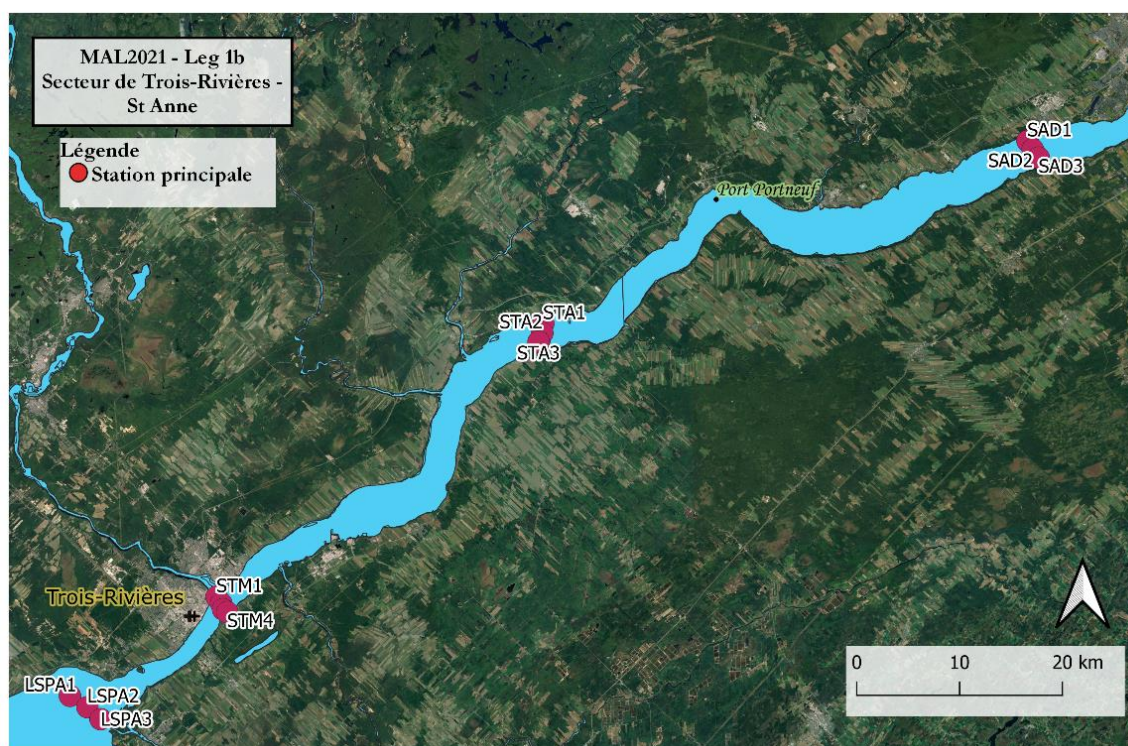 MAL2021 - Leg 1b
Secteur de Trois-Rivières -
St Anne
Légende
Station principale
SAD1
SAD2
SAD3
Port Portneuf
STA1
STA2
STA3
Trois-Rivières
STM1
STM4
LSPA1
LSPA2
LSPA3
0 10 20 km